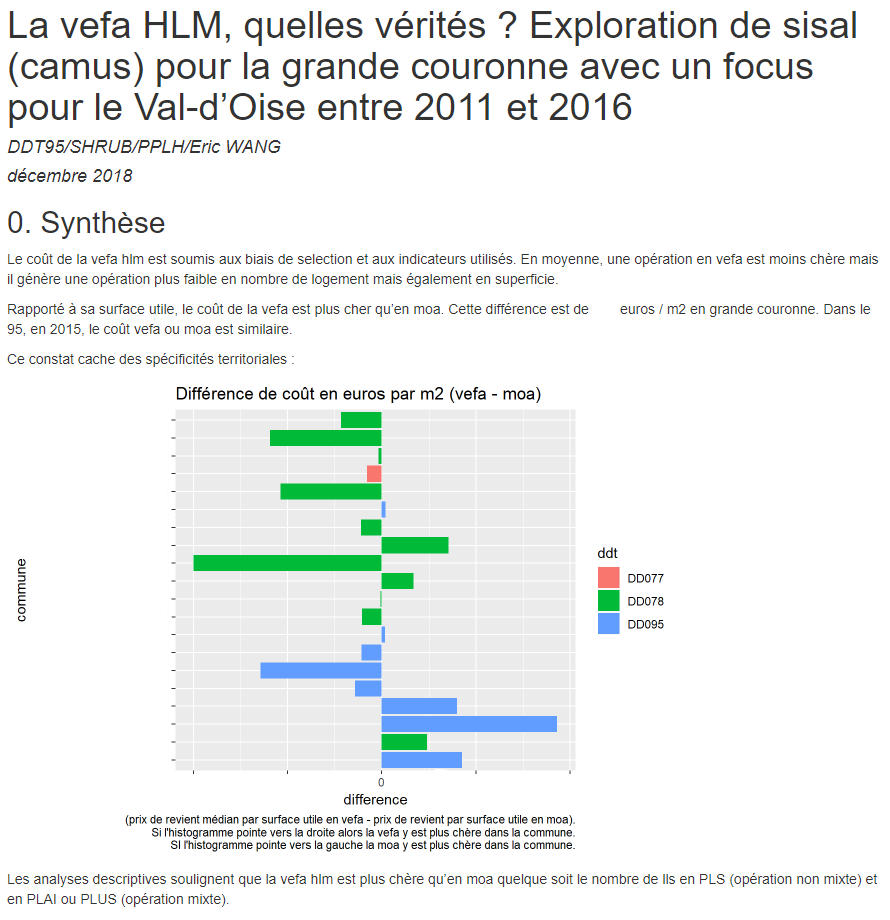 La vefa HLM, quelles vérités ? Exploration de sisal
(camus) pour la grande couronne avec un focus
pour le Val-d’Oise entre 2011 et 2016
DDT95/SHRUB/PPLH/Eric WANG
décembre 2018
0. Synthèse
Le coût de la vefa hlm est soumis aux biais de selection et aux indicateurs utilisés. En moyenne, une opération en vefa est moins chère mais
il génère une opération plus faible en nombre de logement mais également en superficie.
Rapporté à sa surface utile, le coût de la vefa est plus cher qu’en moa. Cette différence est de euros / m2 en grande couronne. Dans le
95, en 2015, le coût vefa ou moa est similaire.
Ce constat cache des spécificités territoriales :
Différence de coût en euros par m2 (vefa - moa)
commune
ddt
DD077
DD078
DD095
0
difference
(prix de revient médian par surface utile en vefa - prix de revient par surface utile en moa).
Si l'histogramme pointe vers la droite alors la vefa y est plus chère dans la commune.
SI l'histogramme pointe vers la gauche la moa y est plus chère dans la commune.
Les analyses descriptives soulignent que la vefa hlm est plus chère qu’en moa quelque soit le nombre de lls en PLS (opération non mixte) et
en PLAI ou PLUS (opération mixte).